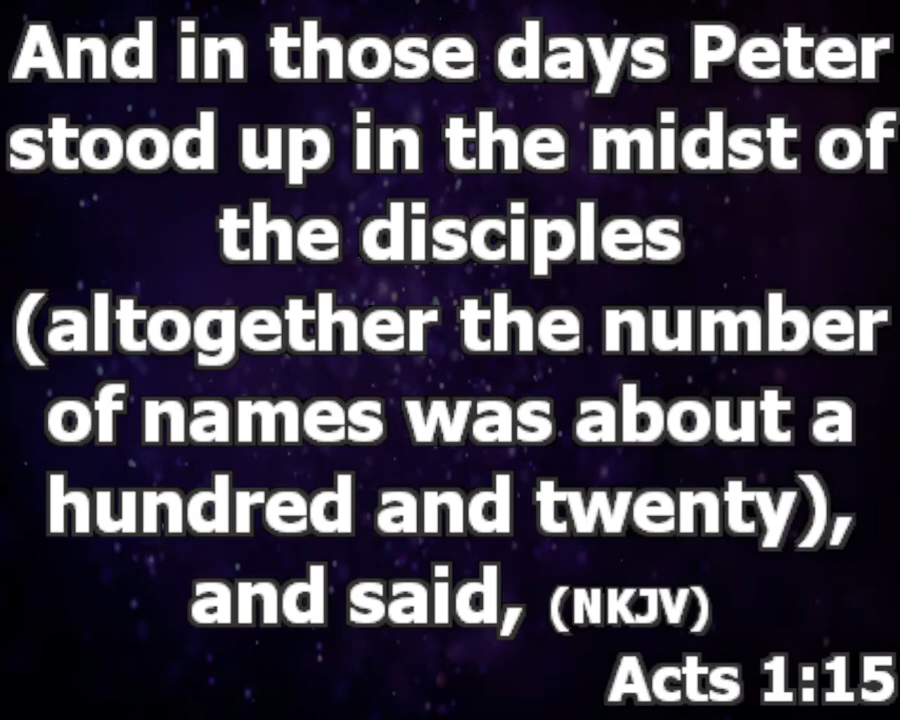 And in those days Peter
stood up in the midst of
the disciples
(altogether the number
of names was about a
hundred and twenty),
and said, (NKJV)
Acts 1:15